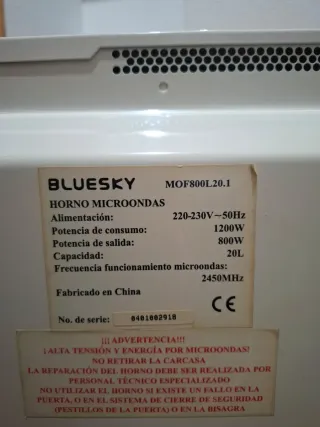 BLUESKY MOF800L20.1
HORNO MICROONDAS
Alimentación: 220-230V~50Hz
Potencia de consumo: 1200W
Potencia de salida: 800W
Capacidad: 20L
Frecuencia funcionamiento microondas:
2450MHz
Fabricado en China
CE
No. de serie: 0401002918
¡¡¡ ADVERTENCIA!!!
¡ALTA TENSIÓN Y ENERGÍA POR MICROONDAS!
NO RETIRAR LA CARCASA
LA REPARACIÓN DEL HORNO DEBE SER REALIZADA POR
PERSONAL TÉCNICO ESPECIALIZADO
NO UTILIZAR EL HORNO SI EXISTE UN FALLO EN LA
PUERTA, O EN EL SISTEMA DE CIERRE DE SEGURIDAD
(PESTILLOS DE LA PUERTA) O EN LA BISAGRA